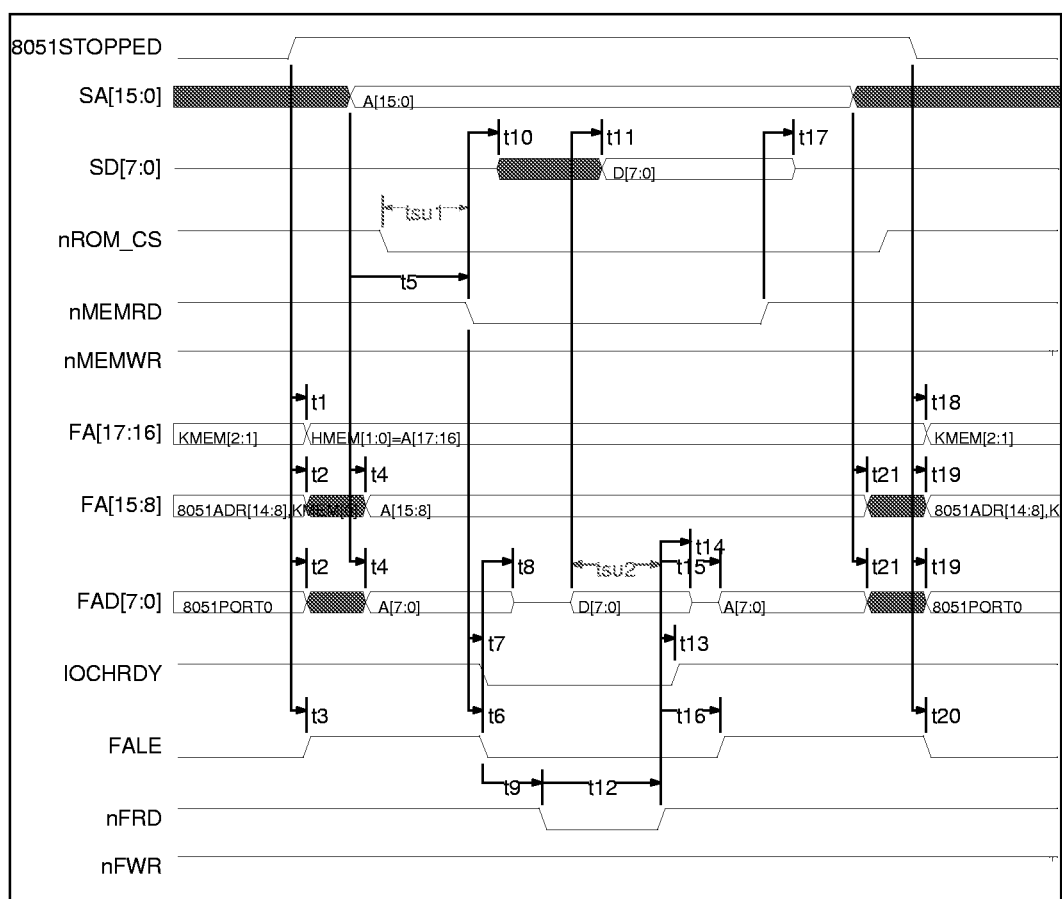 8051STOPPED
SA[15:0]
A[15:0]
t10
t11
t17
SD[7:0]
D[7:0]
tsu1
nROM_CS
t5
nMEMRD
nMEMWR
t1
t18
FA[17:16]
KMEM[2:1]
HMEM[1:0]=A[17:16]
KMEM[2:1]
t2
t4
t21
t19
FA[15:8]
8051ADR[14:8],KMEM[0]
A[15:8]
8051ADR[14:8],K
t14
t2
t4
t8
tsu2
t15
t21
t19
FAD[7:0]
8051PORT0
A[7:0]
D[7:0]
A[7:0]
8051PORT0
t7
t13
IOCHRDY
t3
t6
t16
t20
FALE
t9
t12
nFRD
nFWR